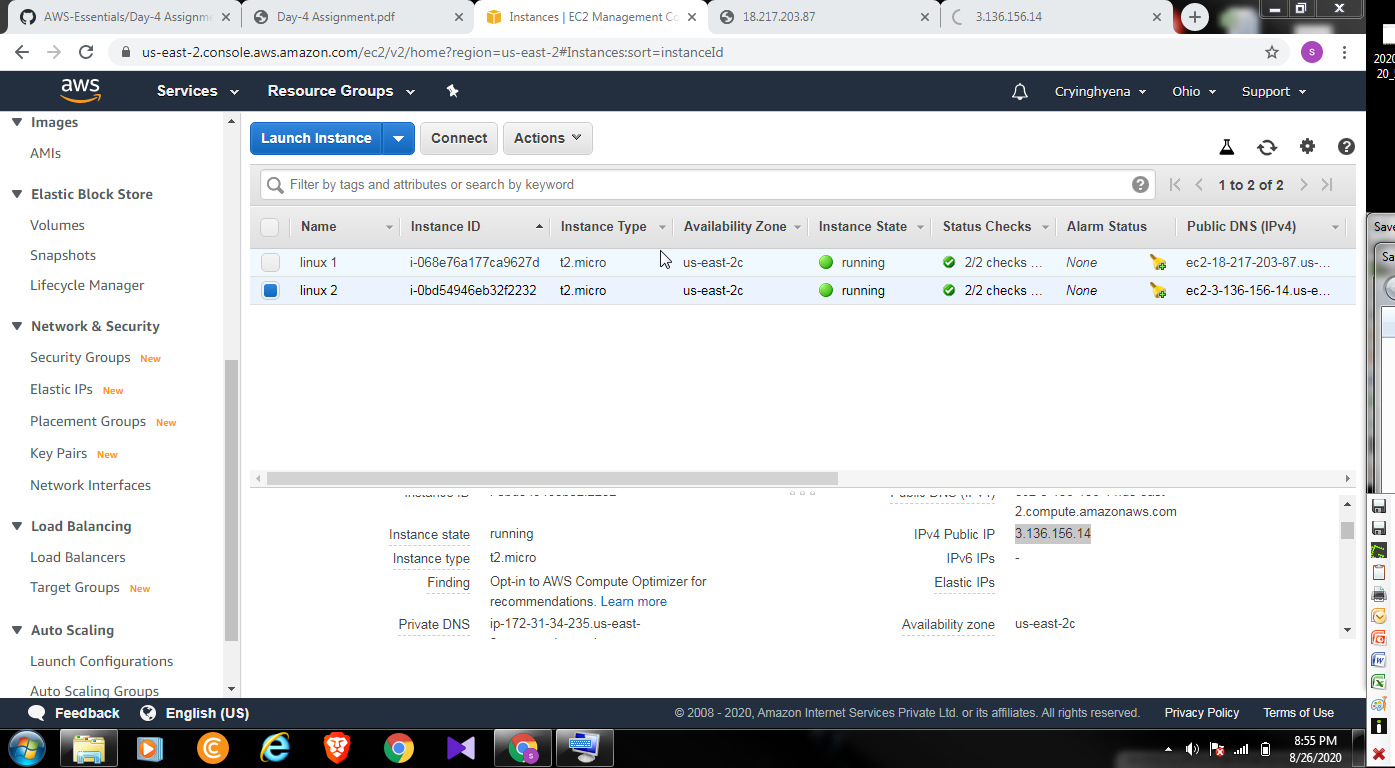 AWS-Essentials/Day-4 Assignme
Day-4 Assignment.pdf
Instances | EC2 Management Co
18.217.203.87
3.136.156.14
us-east-2.console.aws.amazon.com/ec2/v2/home?region=us-east-2#Instances:sort=instanceId
s
aws
Services
Resource Groups
Cryinghyena
Ohio
Support
Images
AMIs
Elastic Block Store
Volumes
Snapshots
Lifecycle Manager
Network & Security
Security Groups New
Elastic IPs New
Placement Groups New
Key Pairs New
Network Interfaces
Load Balancing
Load Balancers
Target Groups New
Auto Scaling
Launch Configurations
Auto Scaling Groups
Launch Instance
Connect
Actions
Filter by tags and attributes or search by keyword
1 to 2 of 2
Name Instance ID Instance Type Availability Zone Instance State Status Checks Alarm Status Public DNS (IPv4)
linux 1 i-068e76a177ca9627d t2.micro us-east-2c running 2/2 checks ... None ec2-18-217-203-87.us-...
linux 2 i-0bd54946eb32f2232 t2.micro us-east-2c running 2/2 checks ... None ec2-3-136-156-14.us-e...
Instance ID
Public DNS (IPv4)
2.compute.amazonaws.com
Instance state running
IPv4 Public IP 3.136.156.14
Instance type t2.micro
IPv6 IPs -
Finding Opt-in to AWS Compute Optimizer for
recommendations. Learn more
Elastic IPs
Private DNS ip-172-31-34-235.us-east-
Availability zone us-east-2c
Feedback
English (US)
© 2008 - 2020, Amazon Internet Services Private Ltd. or its affiliates. All rights reserved.
Privacy Policy
Terms of Use
8:55 PM
8/26/2020
2020
20_
Save
Sa